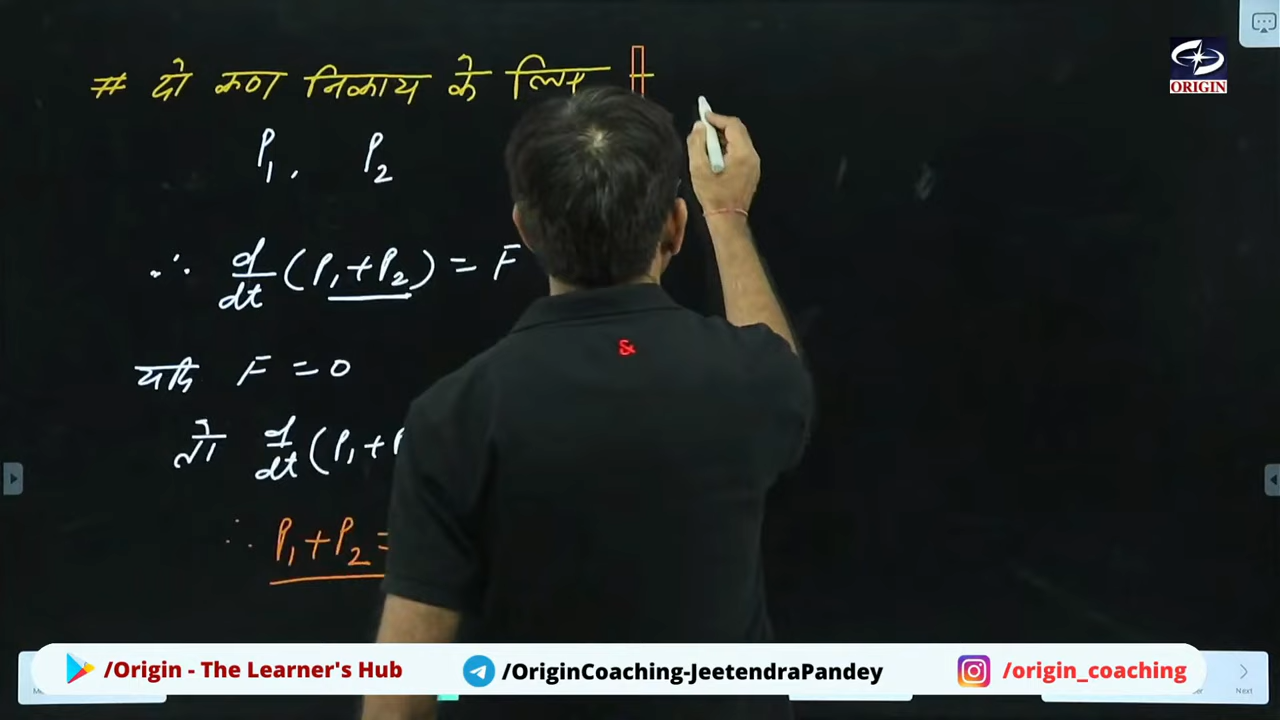 # दो कण निकाय के लिए
P₁, P₂
∴ d/dt (P₁+P₂) = F
यदि F = 0
तो d/dt (P₁+P
∴ P₁+P₂ =
&
ORIGIN
/Origin - The Learner's Hub
/OriginCoaching-JeetendraPandey
/origin_coaching
Next